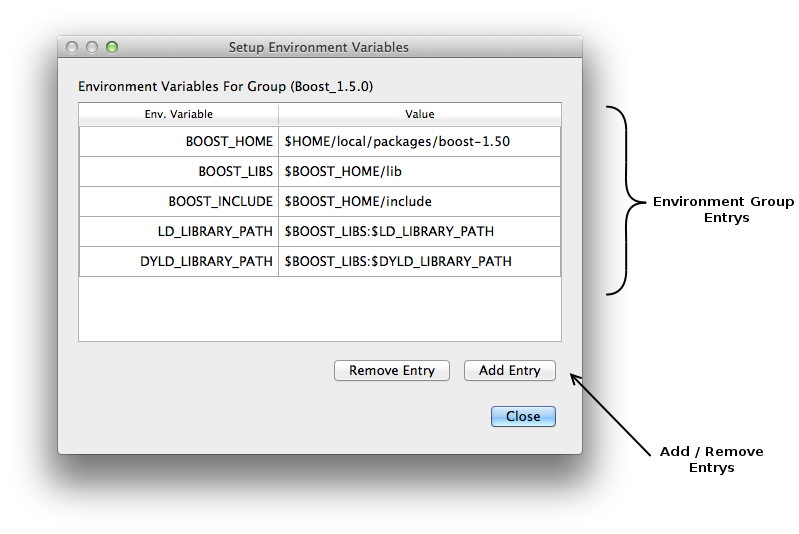 Setup Environment Variables
Environment Variables For Group (Boost_1.5.0)
Env. Variable Value
BOOST_HOME $HOME/local/packages/boost-1.50
BOOST_LIBS $BOOST_HOME/lib
BOOST_INCLUDE $BOOST_HOME/include
LD_LIBRARY_PATH $BOOST_LIBS:$LD_LIBRARY_PATH
DYLD_LIBRARY_PATH $BOOST_LIBS:$DYLD_LIBRARY_PATH
Environment Group
Entrys
Remove Entry Add Entry
Close
Add / Remove
Entrys